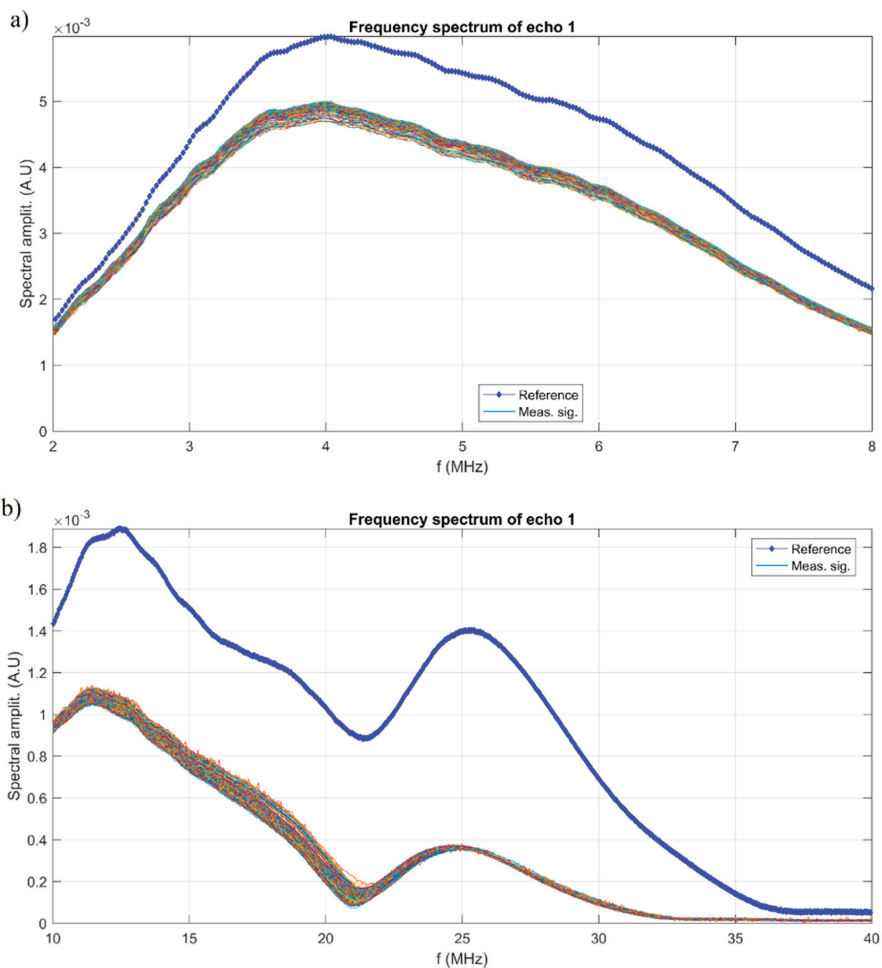 a)
×10⁻³
Frequency spectrum of echo 1
5
4
3
2
1
0
Spectral amplit. (A.U)
Reference
Meas. sig.
2 3 4 5 6 7 8
f (MHz)
b)
×10⁻³
Frequency spectrum of echo 1
1.8
1.6
1.4
1.2
1
0.8
0.6
0.4
0.2
0
Spectral amplit. (A.U)
Reference
Meas. sig.
10 15 20 25 30 35 40
f (MHz)